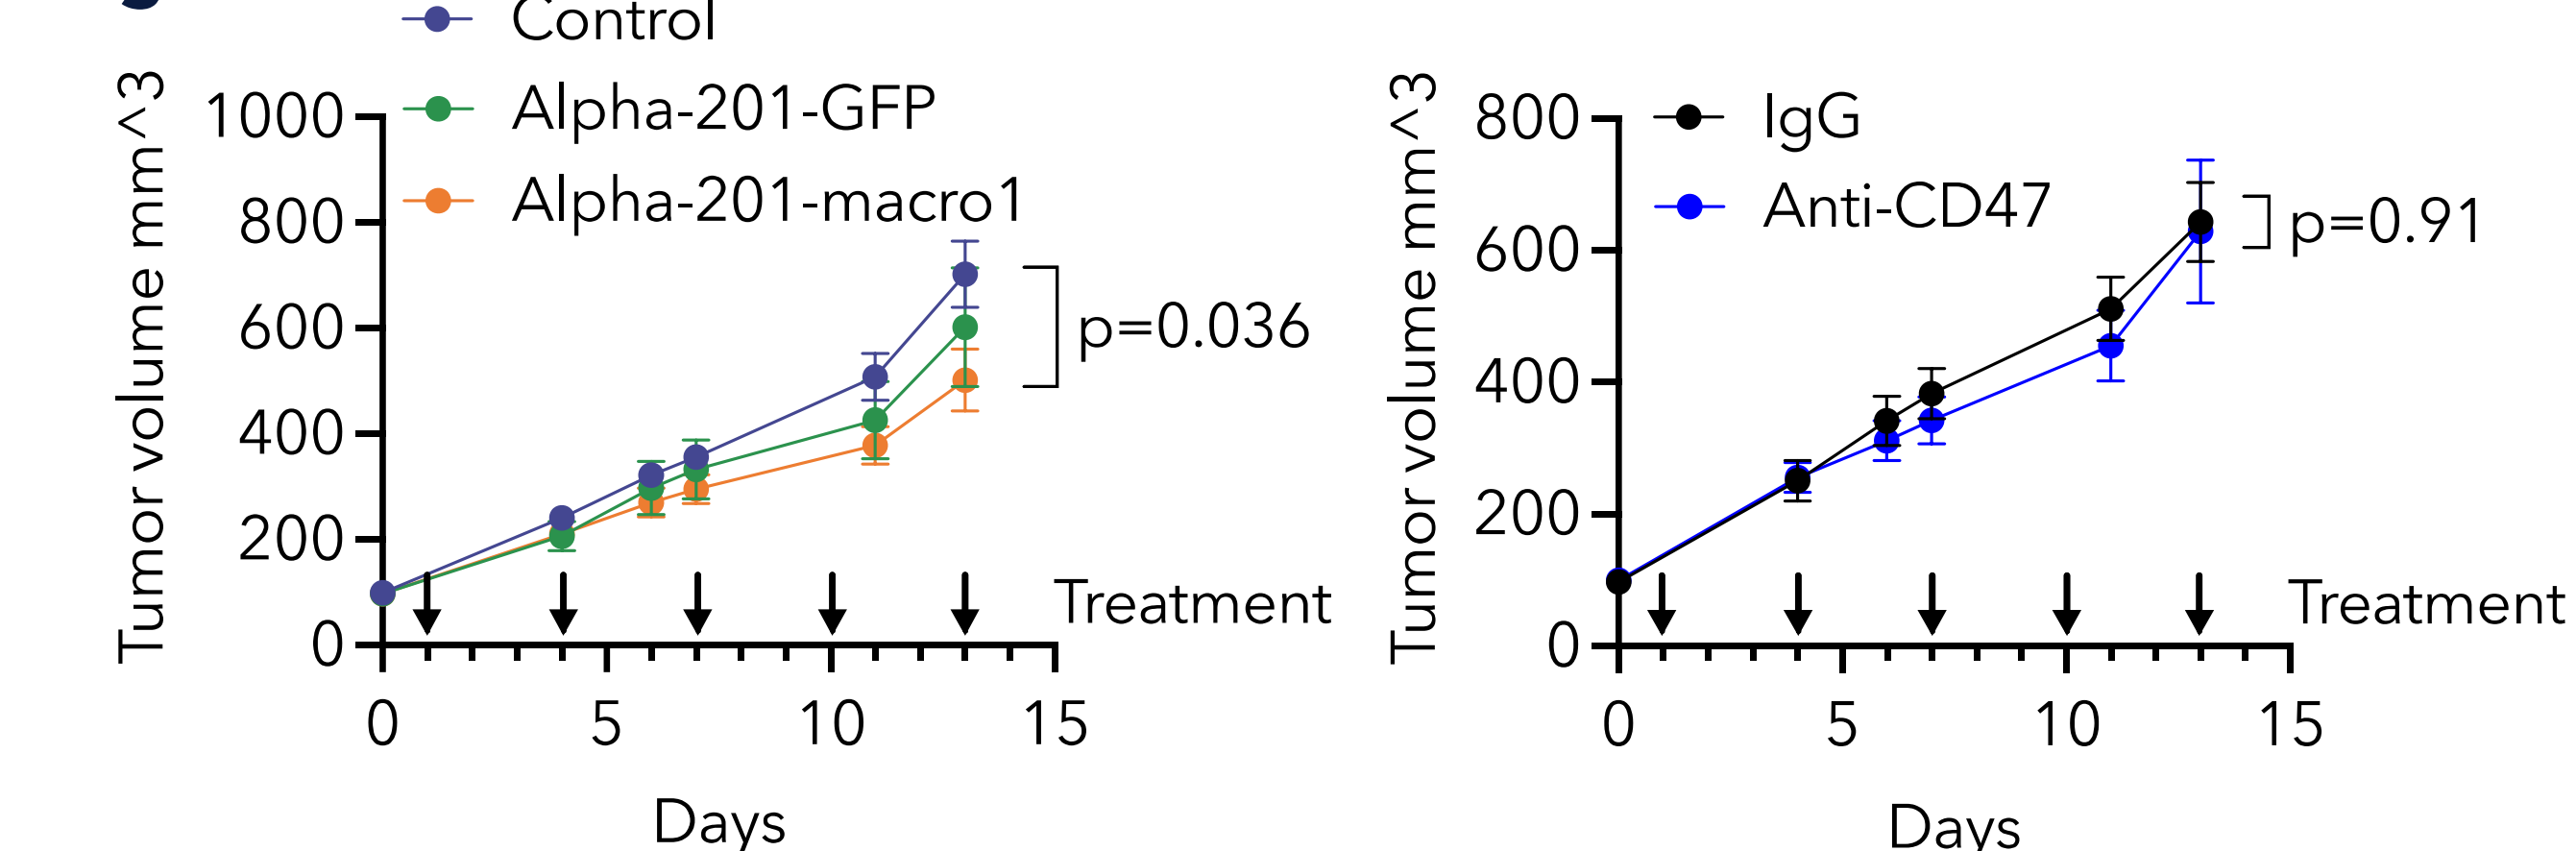 Control
Alpha-201-GFP
Alpha-201-macro1
Tumor volume mm^3
1000
800
600
400
200
0
p=0.036
Treatment
0 5 10 15
Days
IgG
Anti-CD47
Tumor volume mm^3
800
600
400
200
0
p=0.91
Treatment
0 5 10 15
Days